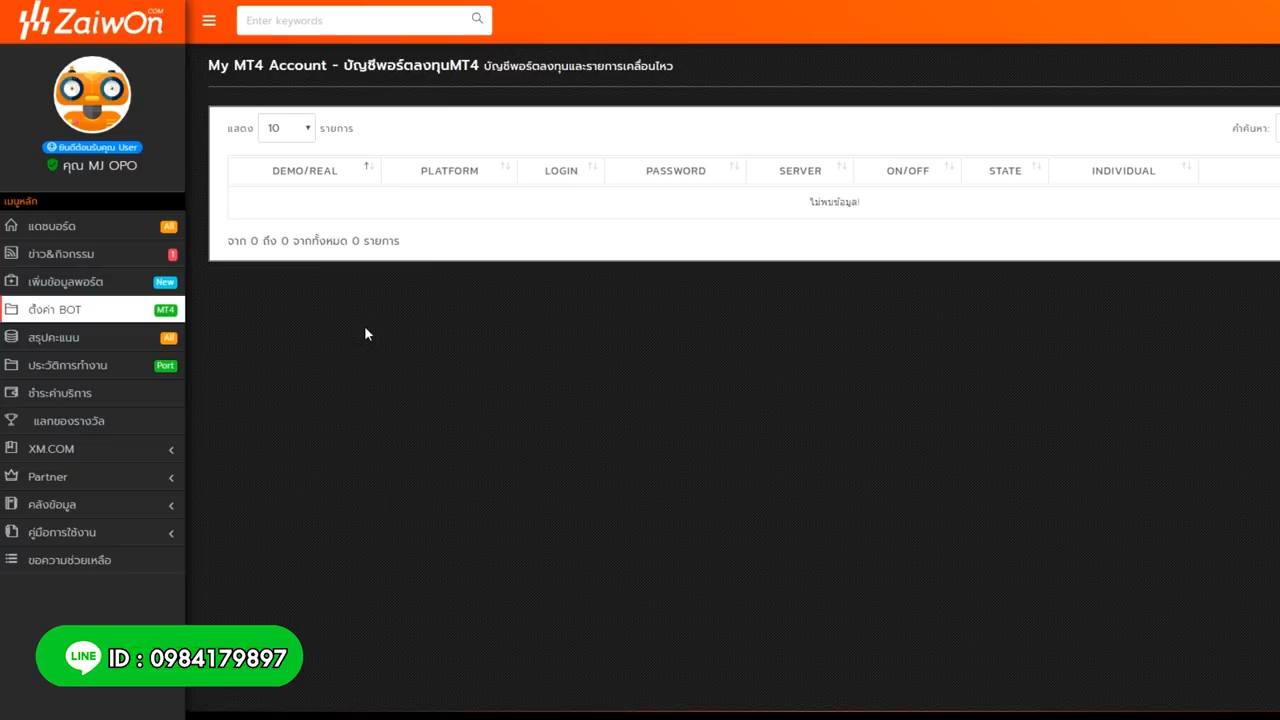 ZaiwOn
.COM
Enter keywords
ยินดีต้อนรับคุณ User
คุณ MJ OPO
เมนูหลัก
แดชบอร์ด All
ข่าว&กิจกรรม 1
เพิ่มข้อมูลพอร์ต New
ตั้งค่า BOT MT4
สรุปคะแนน All
ประวัติการทำงาน Port
ชำระค่าบริการ
แลกของรางวัล
XM.COM
Partner
คลังข้อมูล
คู่มือการใช้งาน
ขอความช่วยเหลือ
My MT4 Account - บัญชีพอร์ตลงทุนMT4 บัญชีพอร์ตลงทุนและรายการเคลื่อนไหว
แสดง 10 รายการ คำค้นหา:
DEMO/REAL PLATFORM LOGIN PASSWORD SERVER ON/OFF STATE INDIVIDUAL
ไม่พบข้อมูล!
จาก 0 ถึง 0 จากทั้งหมด 0 รายการ
LINE ID : 0984179897